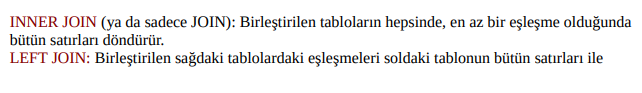 INNER JOIN (ya da sadece JOIN): Birleştirilen tabloların hepsinde, en az bir eşleşme olduğunda
bütün satırları döndürür.
LEFT JOIN: Birleştirilen sağdaki tablolardaki eşleşmeleri soldaki tablonun bütün satırları ile